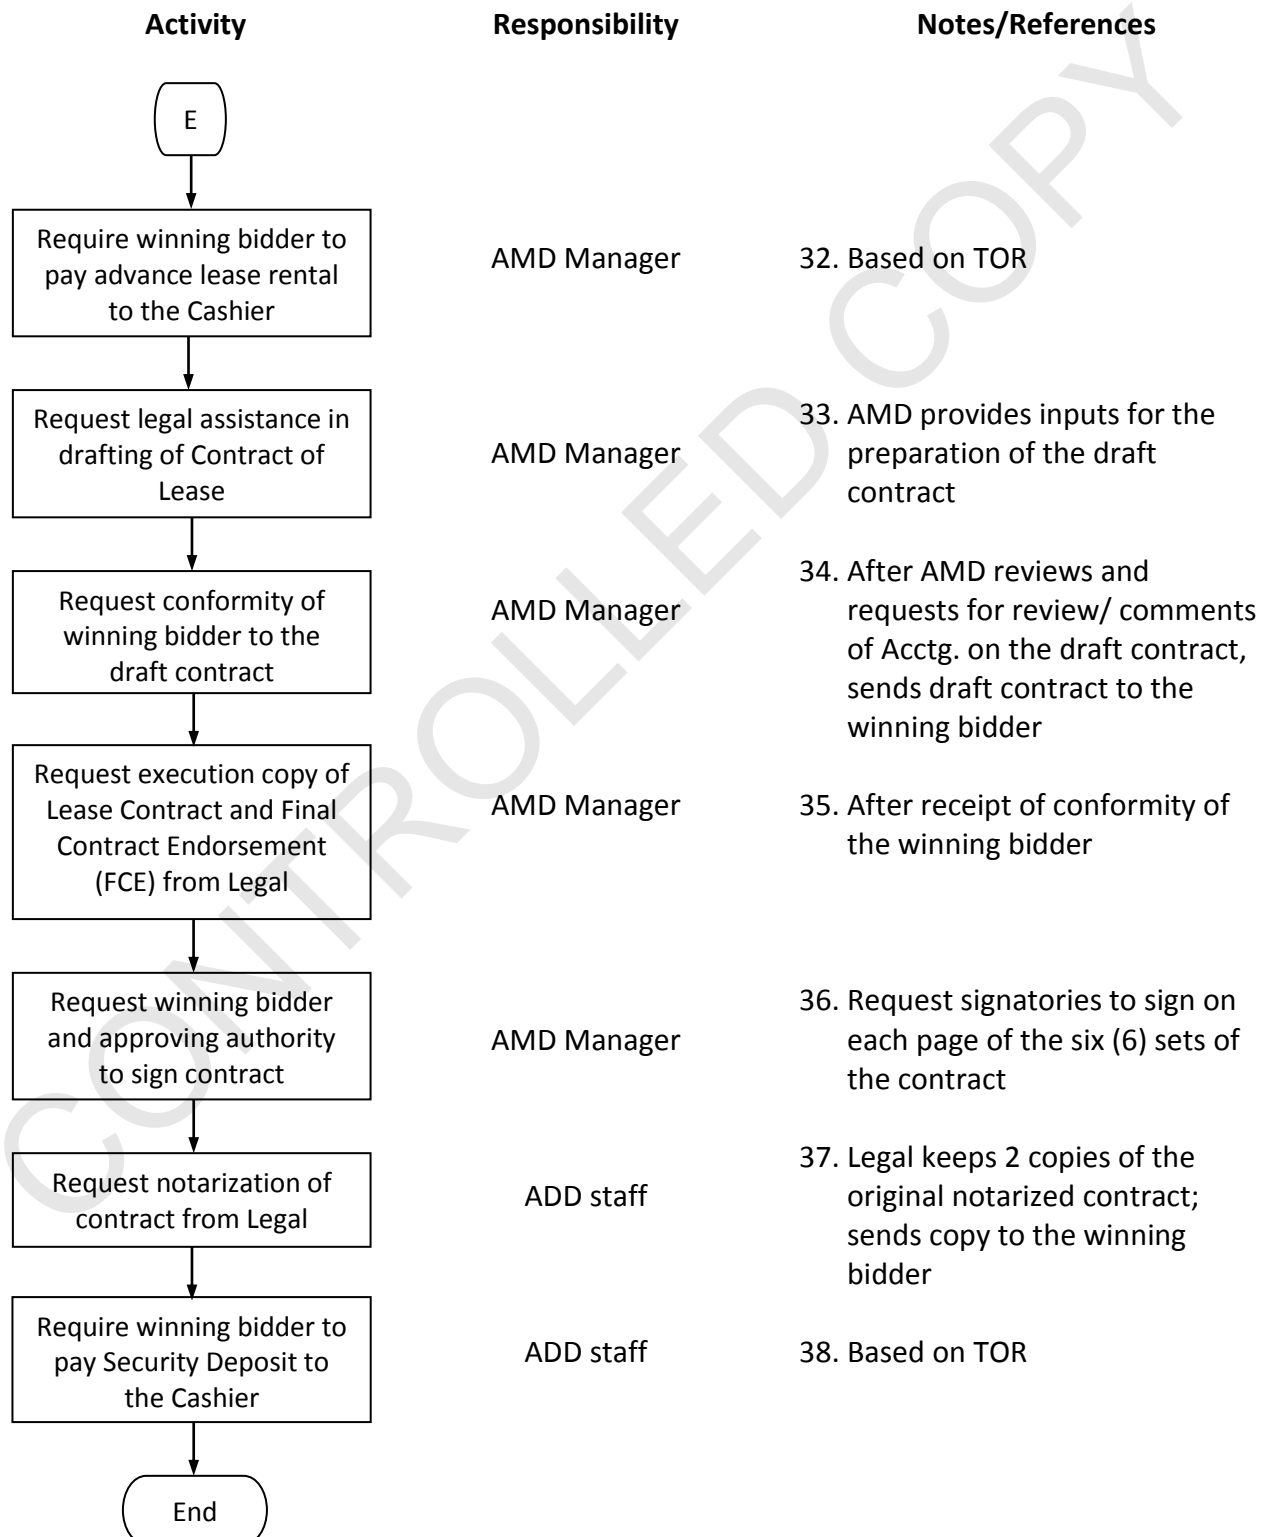 Activity
Responsibility
Notes/References
E
Require winning bidder to
pay advance lease rental
to the Cashier
AMD Manager
32. Based on TOR
Request legal assistance in
drafting of Contract of
Lease
AMD Manager
33. AMD provides inputs for the
preparation of the draft
contract
Request conformity of
winning bidder to the
draft contract
AMD Manager
34. After AMD reviews and
requests for review/ comments
of Acctg. on the draft contract,
sends draft contract to the
winning bidder
Request execution copy of
Lease Contract and Final
Contract Endorsement
(FCE) from Legal
AMD Manager
35. After receipt of conformity of
the winning bidder
Request winning bidder
and approving authority
to sign contract
AMD Manager
36. Request signatories to sign on
each page of the six (6) sets of
the contract
Request notarization of
contract from Legal
ADD staff
37. Legal keeps 2 copies of the
original notarized contract;
sends copy to the winning
bidder
Require winning bidder to
pay Security Deposit to
the Cashier
ADD staff
38. Based on TOR
End
CONTROLLED COPY